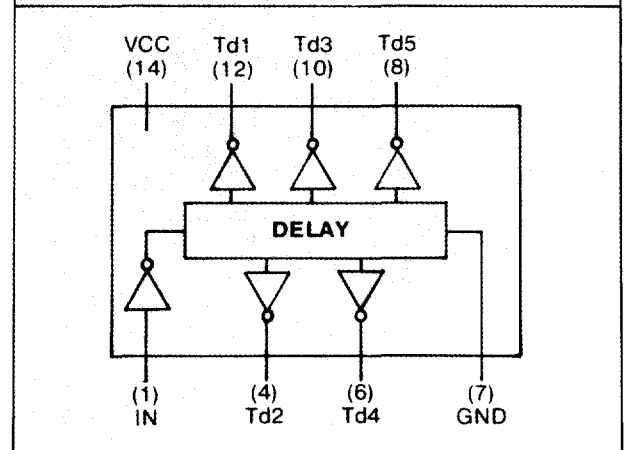 VCC Td1 Td3 Td5
(14) (12) (10) (8)
DELAY
(1) (4) (6) (7)
IN Td2 Td4 GND